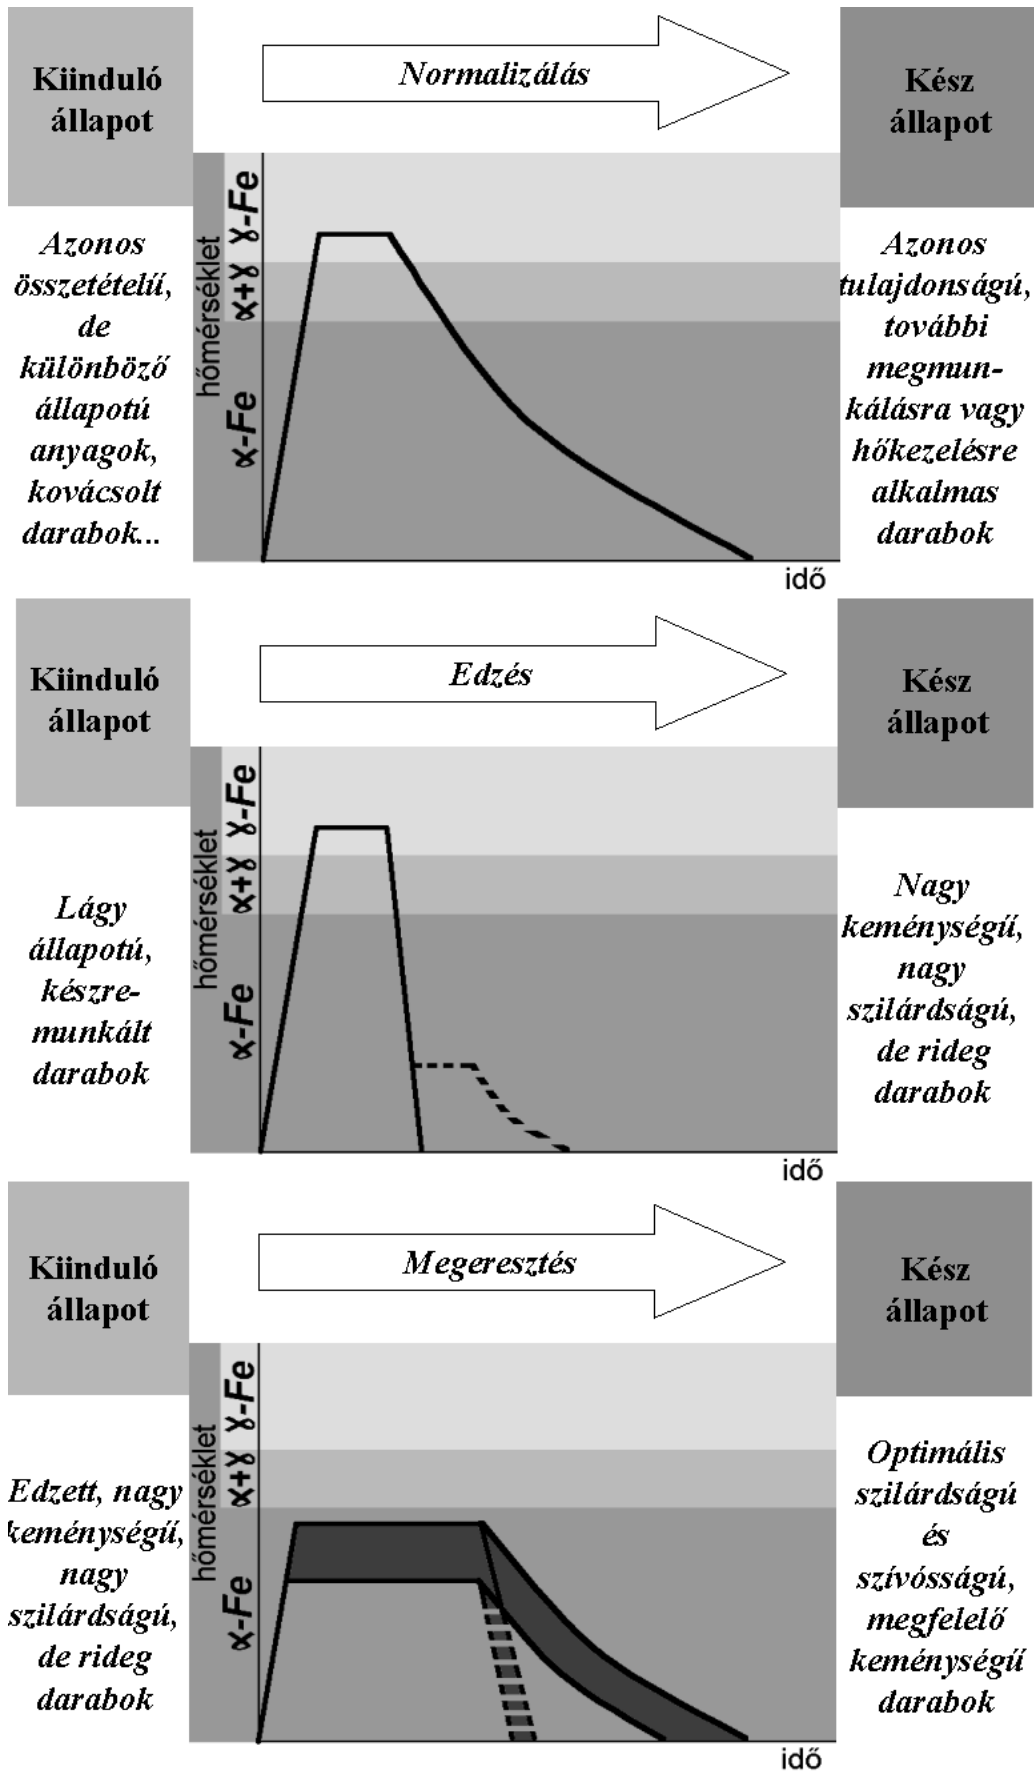 Kiinduló
állapot
Normalizálás
Kész
állapot
Azonos
összetételű,
de
különböző
állapotú
anyagok,
kovácsolt
darabok...
hőmérséklet
α-Fe
α+γ
γ-Fe
idő
Azonos
tulajdonságú,
további
megmun-
kálásra vagy
hőkezelésre
alkalmas
darabok
Kiinduló
állapot
Edzés
Kész
állapot
Lágy
állapotú,
készre-
munkált
darabok
hőmérséklet
α-Fe
α+γ
γ-Fe
idő
Nagy
keménységű,
nagy
szilárdságú,
de rideg
darabok
Kiinduló
állapot
Megeresztés
Kész
állapot
Edzett, nagy
keménységű,
nagy
szilárdságú,
de rideg
darabok
hőmérséklet
α-Fe
α+γ
γ-Fe
idő
Optimális
szilárdságú
és
szívósságú,
megfelelő
keménységű
darabok